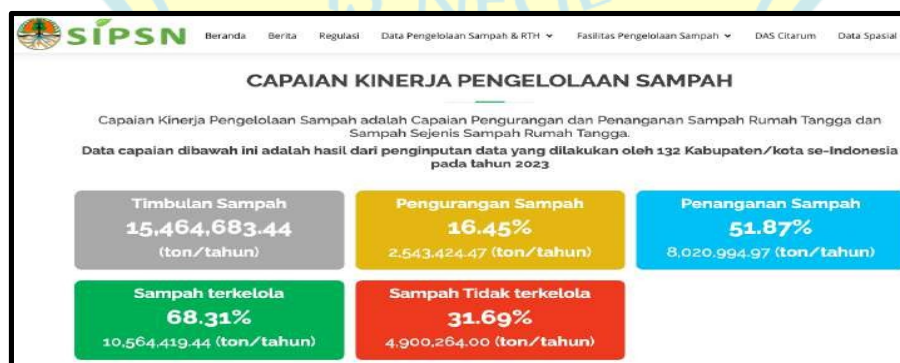 SIPSN Beranda Berita Regulasi Data Pengelolaan Sampah & RTH Fasilitas Pengelolaan Sampah DAS Citarum Data Spasial
CAPAIAN KINERJA PENGELOLAAN SAMPAH
Capaian Kinerja Pengelolaan Sampah adalah Capaian Pengurangan dan Penanganan Sampah Rumah Tangga dan
Sampah Sejenis Sampah Rumah Tangga.
Data capaian dibawah ini adalah hasil dari penginputan data yang dilakukan oleh 132 Kabupaten/kota se-Indonesia
pada tahun 2023
Timbulan Sampah
15,464,683.44
(ton/tahun)
Pengurangan Sampah
16.45%
2,543,424.47 (ton/tahun)
Penanganan Sampah
51.87%
8,020,994.97 (ton/tahun)
Sampah terkelola
68.31%
10,564,419.44 (ton/tahun)
Sampah Tidak terkelola
31.69%
4,900,264.00 (ton/tahun)